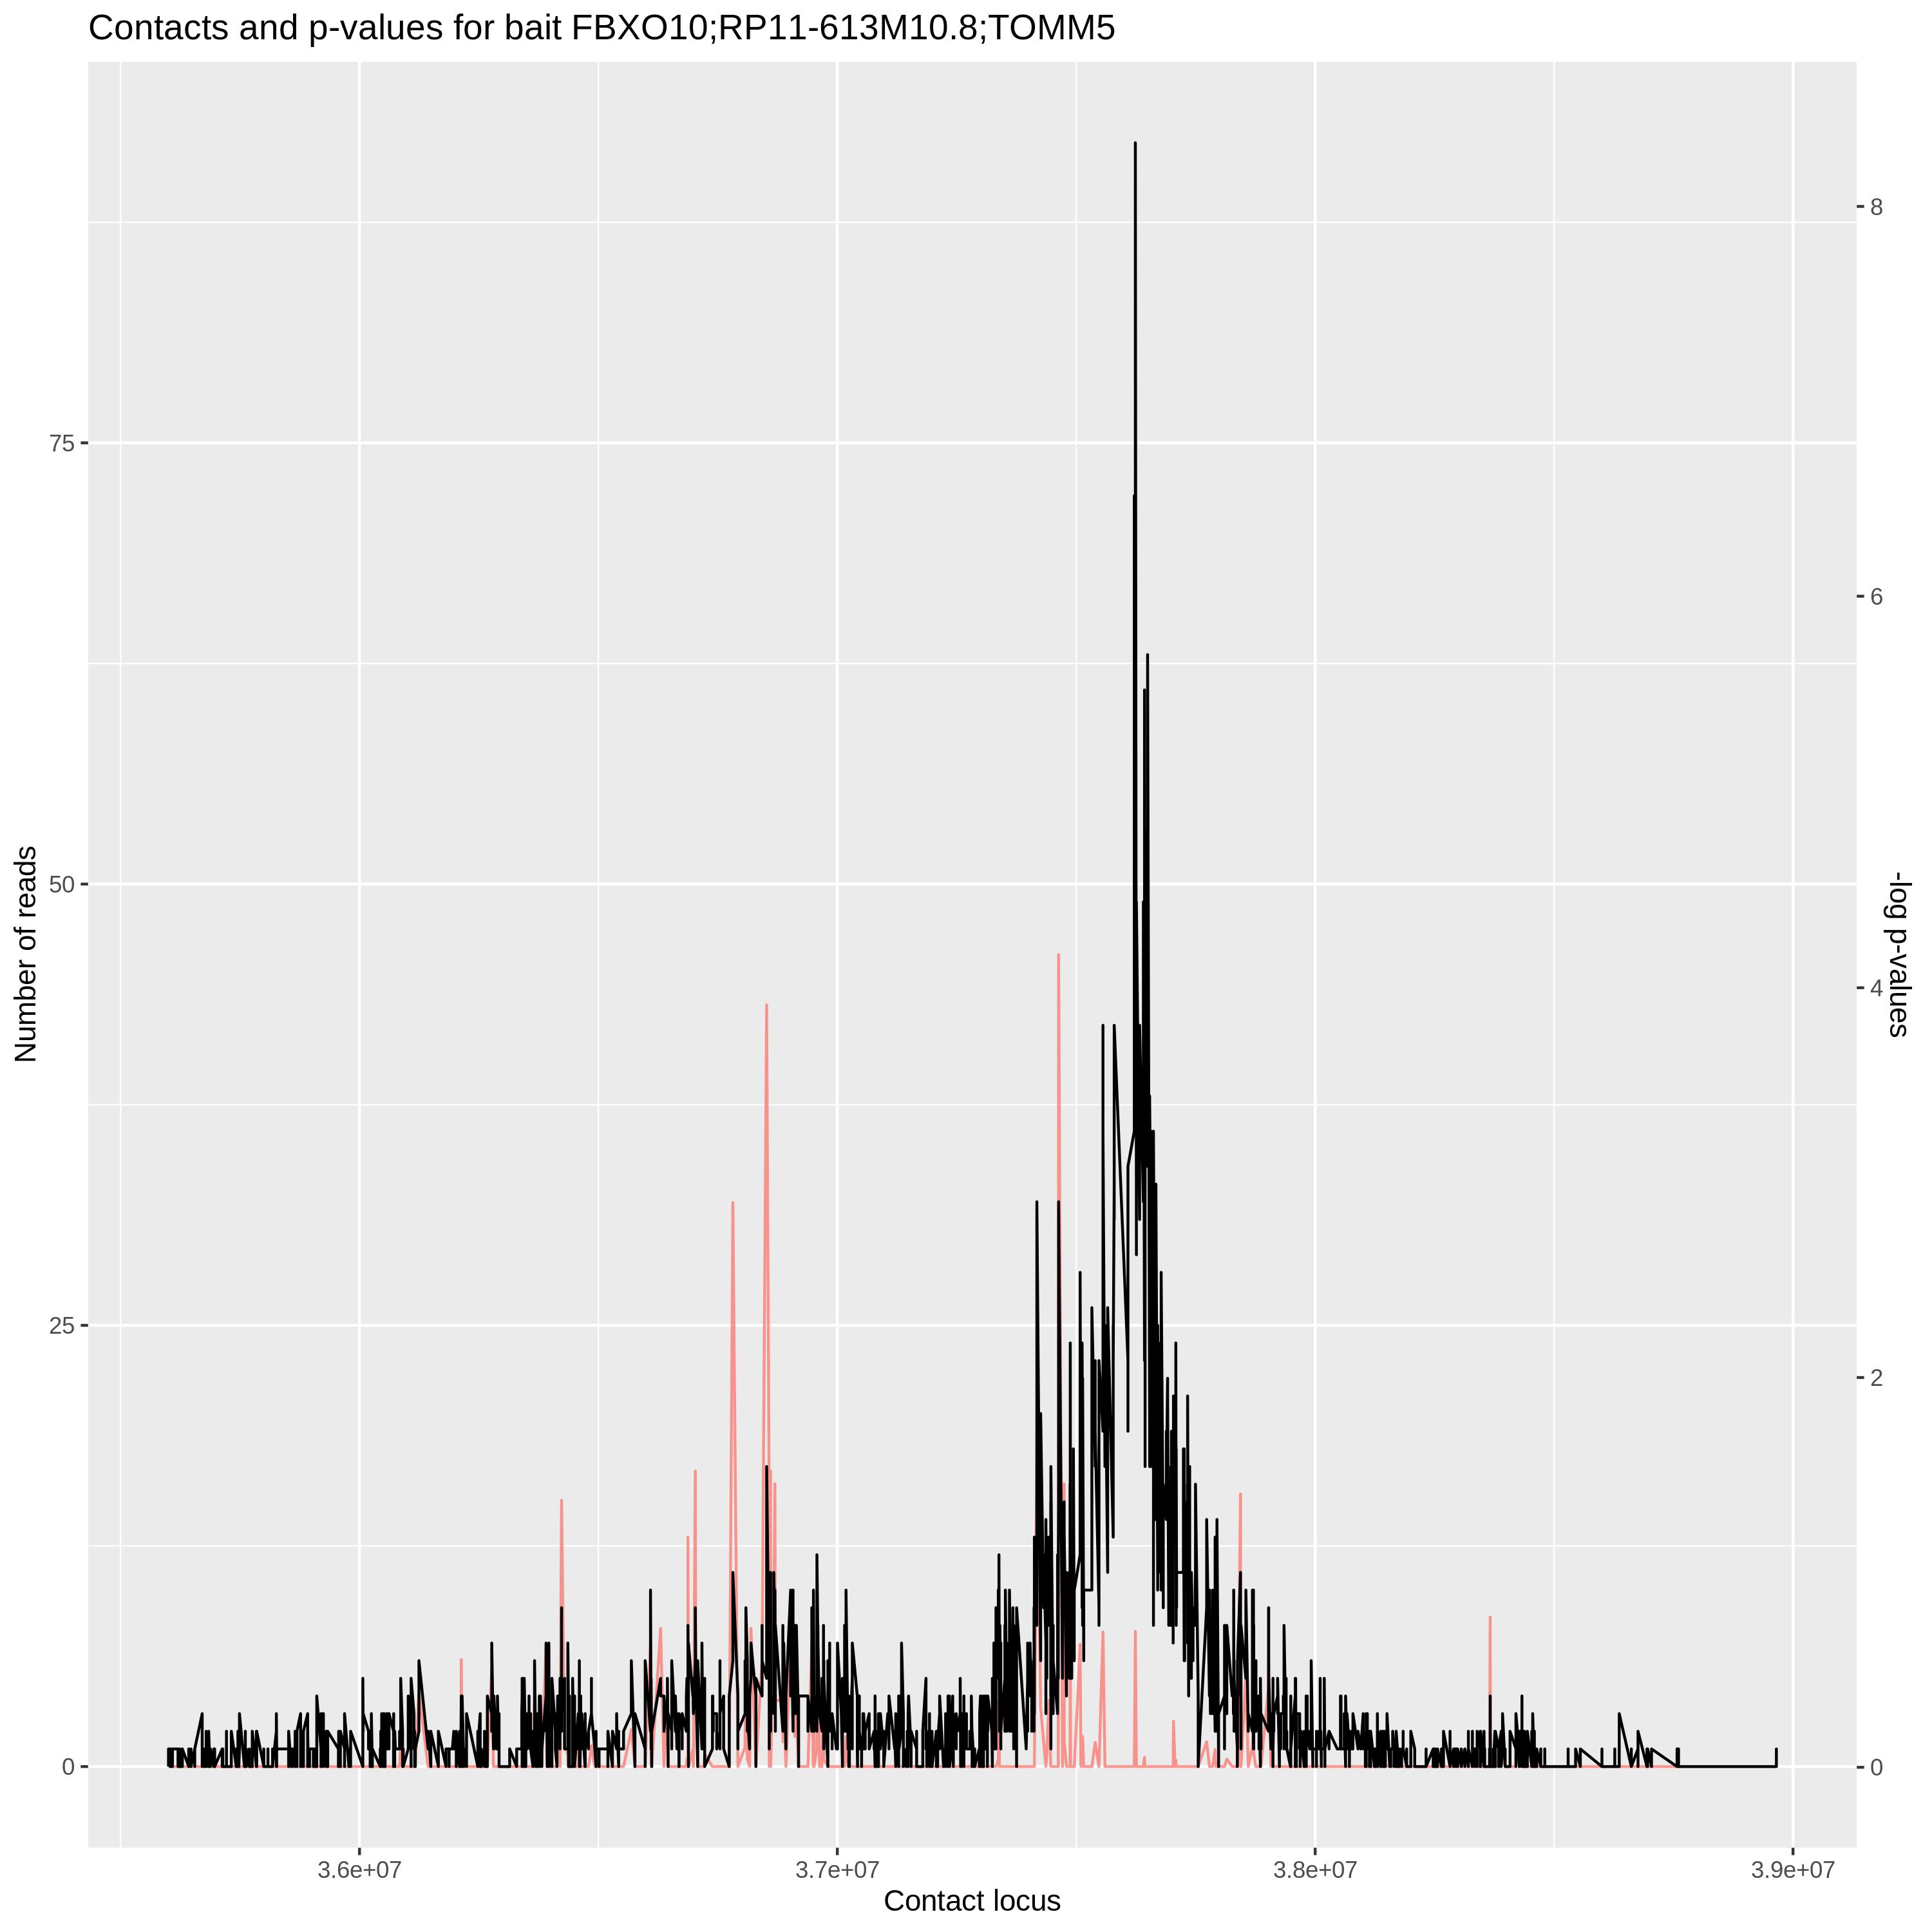 Contacts and p-values for bait FBXO10;RP11-613M10.8;TOMM5
Number of reads
75
50
25
0
8
6
4
2
0
-log p-values
3.6e+07
3.7e+07
3.8e+07
3.9e+07
Contact locus